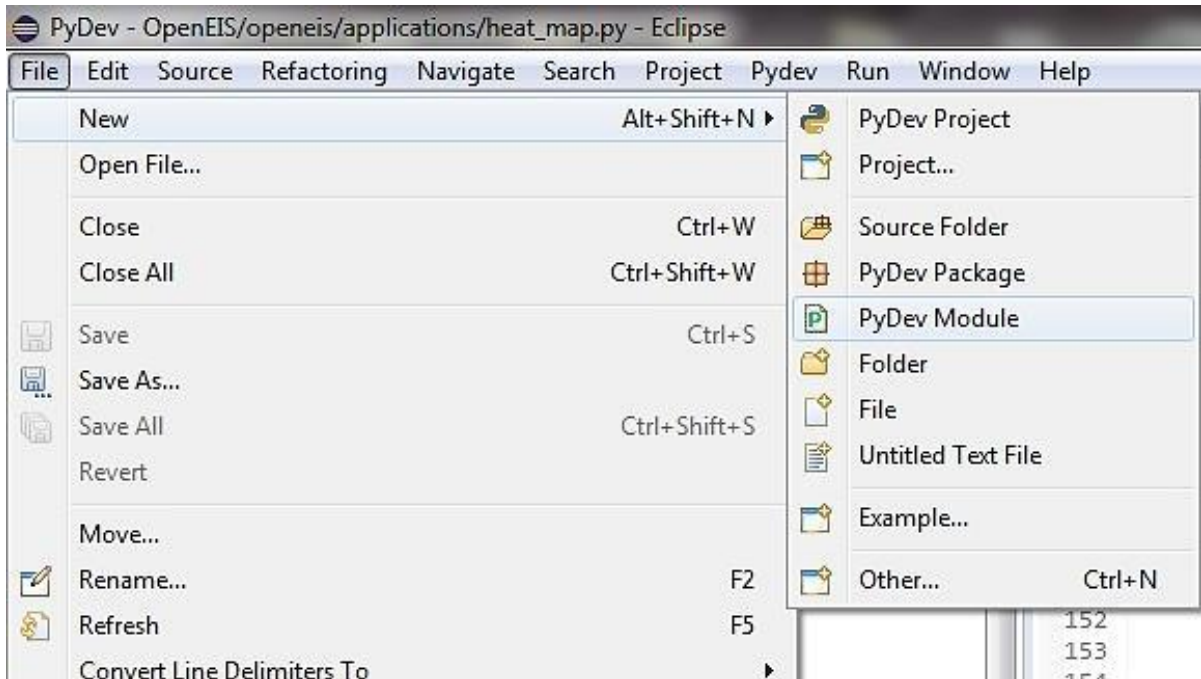 PyDev - OpenEIS/openeis/applications/heat_map.py - Eclipse
File Edit Source Refactoring Navigate Search Project Pydev Run Window Help
New Alt+Shift+N
Open File...
Close Ctrl+W
Close All Ctrl+Shift+W
Save Ctrl+S
Save As...
Save All Ctrl+Shift+S
Revert
Move...
Rename... F2
Refresh F5
Convert Line Delimiters To
PyDev Project
Project...
Source Folder
PyDev Package
PyDev Module
Folder
File
Untitled Text File
Example...
Other... Ctrl+N
152
153